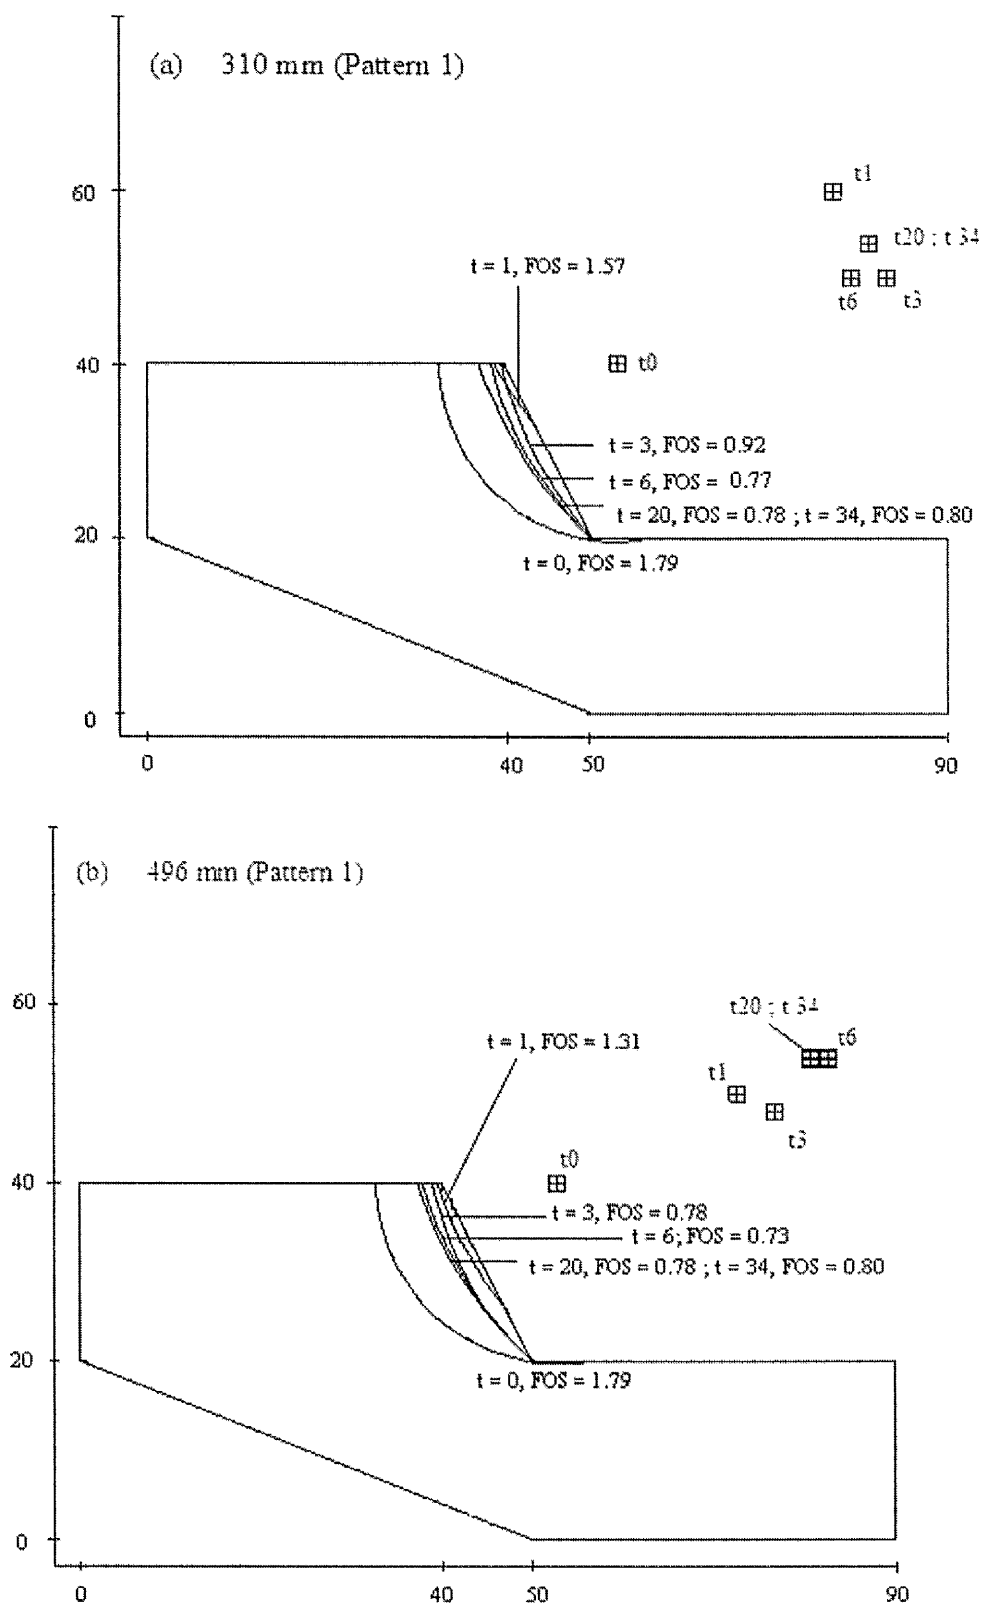 (a) 310 mm (Pattern 1)
t1
60
t20 ; t 34
t = 1, FOS = 1.57
t6 t3
40
t0
t = 3, FOS = 0.92
t = 6, FOS = 0.77
t = 20, FOS = 0.78 ; t = 34, FOS = 0.80
20
t = 0, FOS = 1.79
0
0 40 50 90
(b) 496 mm (Pattern 1)
60
t20 ; t 34
t6
t = 1, FOS = 1.31
t1
t3
t0
40
t = 3, FOS = 0.78
t = 6; FOS = 0.73
t = 20, FOS = 0.78 ; t = 34, FOS = 0.80
20
t = 0, FOS = 1.79
0
0 40 50 90